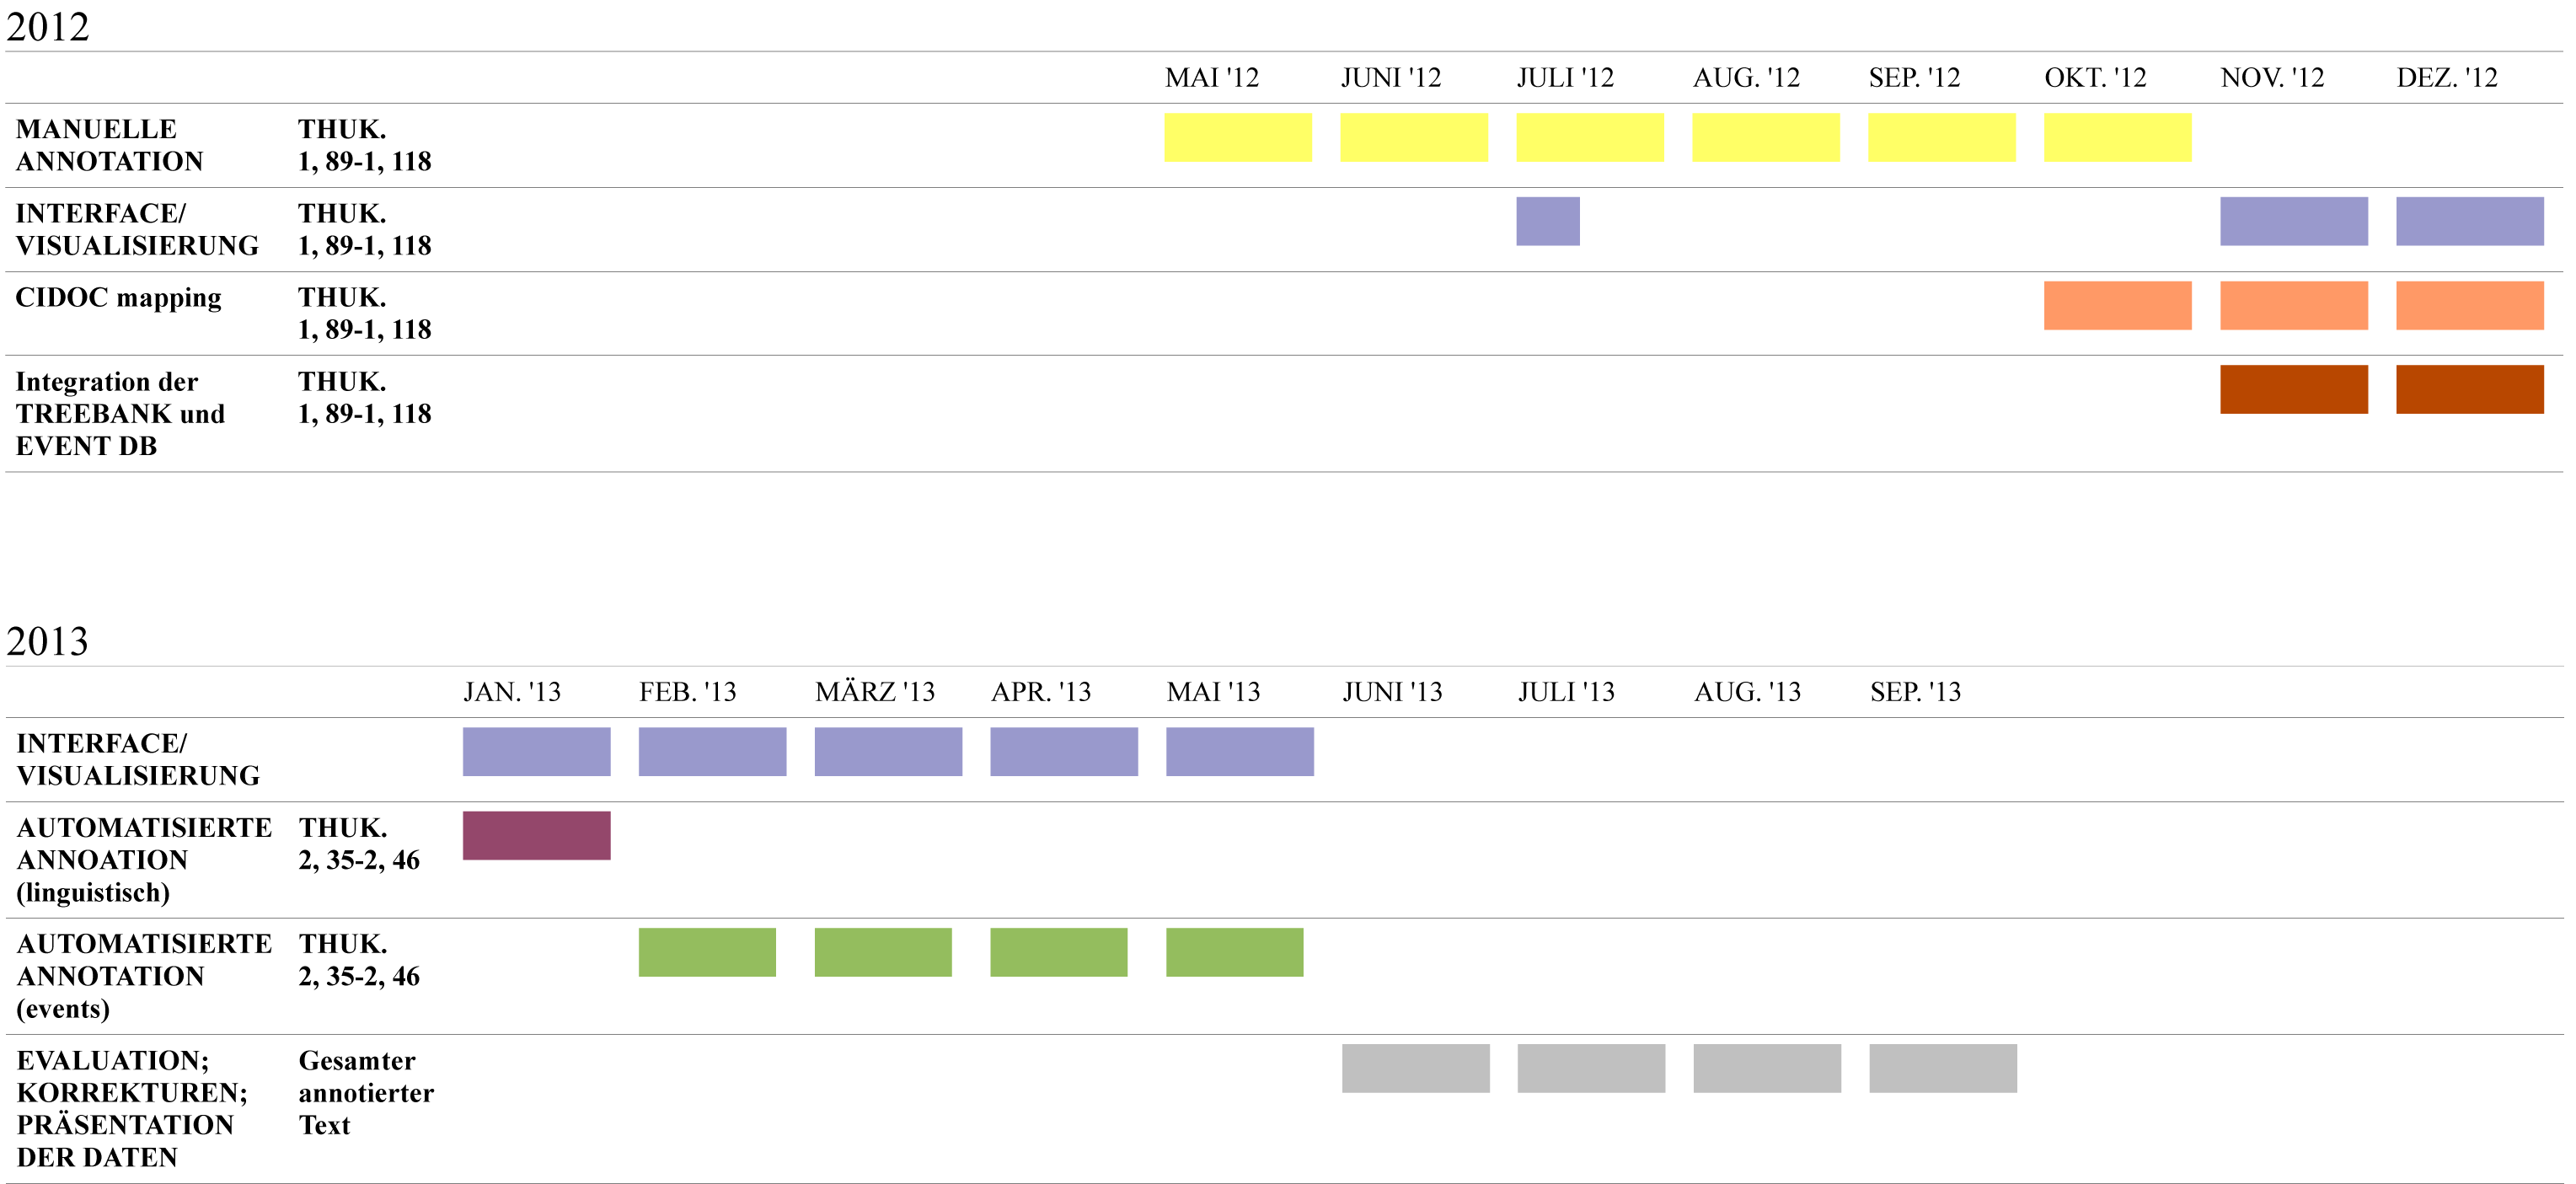 2012
MAI '12 JUNI '12 JULI '12 AUG. '12 SEP. '12 OKT. '12 NOV. '12 DEZ. '12
MANUELLE THUK.
ANNOTATION 1, 89-1, 118
INTERFACE/ THUK.
VISUALISIERUNG 1, 89-1, 118
CIDOC mapping THUK.
1, 89-1, 118
Integration der THUK.
TREEBANK und 1, 89-1, 118
EVENT DB
2013
JAN. '13 FEB. '13 MÄRZ '13 APR. '13 MAI '13 JUNI '13 JULI '13 AUG. '13 SEP. '13
INTERFACE/
VISUALISIERUNG
AUTOMATISIERTE THUK.
ANNOATION 2, 35-2, 46
(linguistisch)
AUTOMATISIERTE THUK.
ANNOTATION 2, 35-2, 46
(events)
EVALUATION; Gesamter
KORREKTUREN; annotierter
PRÄSENTATION Text
DER DATEN